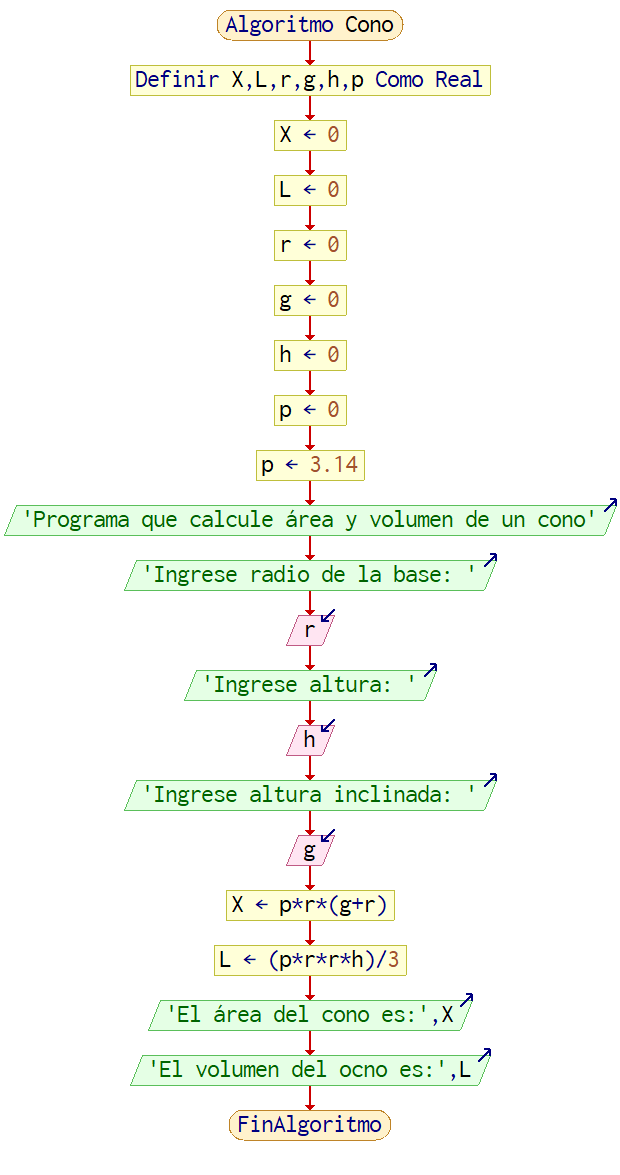 Algoritmo Cono
Definir X,L,r,g,h,p Como Real
X ← 0
L ← 0
r ← 0
g ← 0
h ← 0
p ← 0
p ← 3.14
'Programa que calcule área y volumen de un cono'
'Ingrese radio de la base: '
r
'Ingrese altura: '
h
'Ingrese altura inclinada: '
g
X ← p*r*(g+r)
L ← (p*r*r*h)/3
'El área del cono es:',X
'El volumen del ocno es:',L
FinAlgoritmo